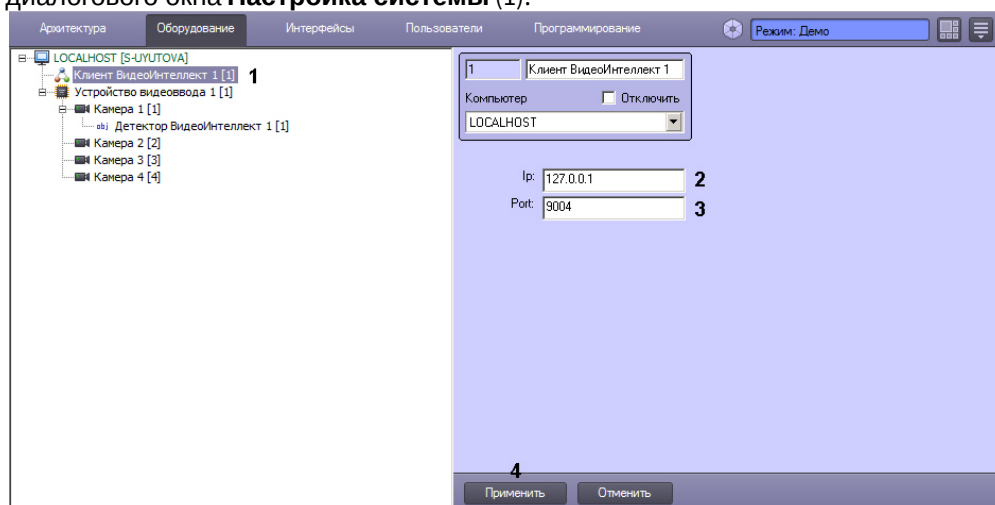 диалогового окна Настройка системы (1).
Архитектура Оборудование Интерфейсы Пользователи Программирование Режим: Демо
LOCALHOST [S-UYUTOVA]
Клиент ВидеоИнтеллект 1 [1] 1
Устройство видеоввода 1 [1]
Камера 1 [1]
obj Детектор ВидеоИнтеллект 1 [1]
Камера 2 [2]
Камера 3 [3]
Камера 4 [4]
1 Клиент ВидеоИнтеллект 1
Компьютер Отключить
LOCALHOST
Ip: 127.0.0.1 2
Port: 9004 3
4
Применить Отменить